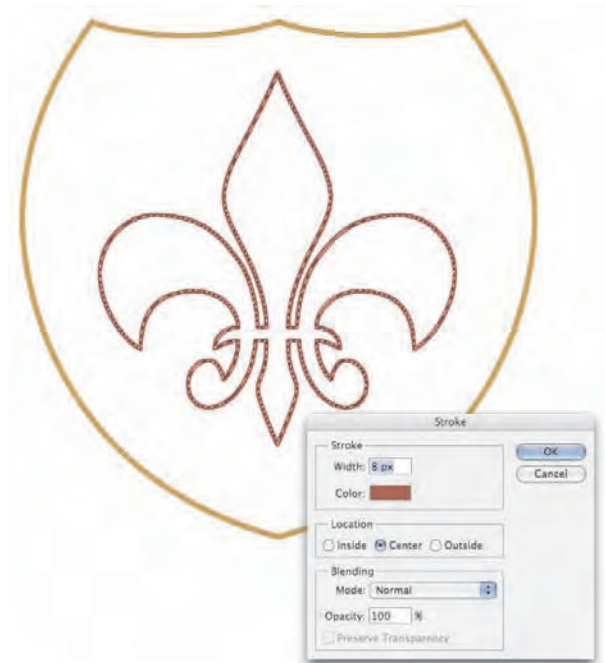 Stroke
Stroke
OK
Width: 8 px
Cancel
Color:
Location
Inside Center Outside
Blending
Mode: Normal
Opacity: 100 %
Preserve Transparency